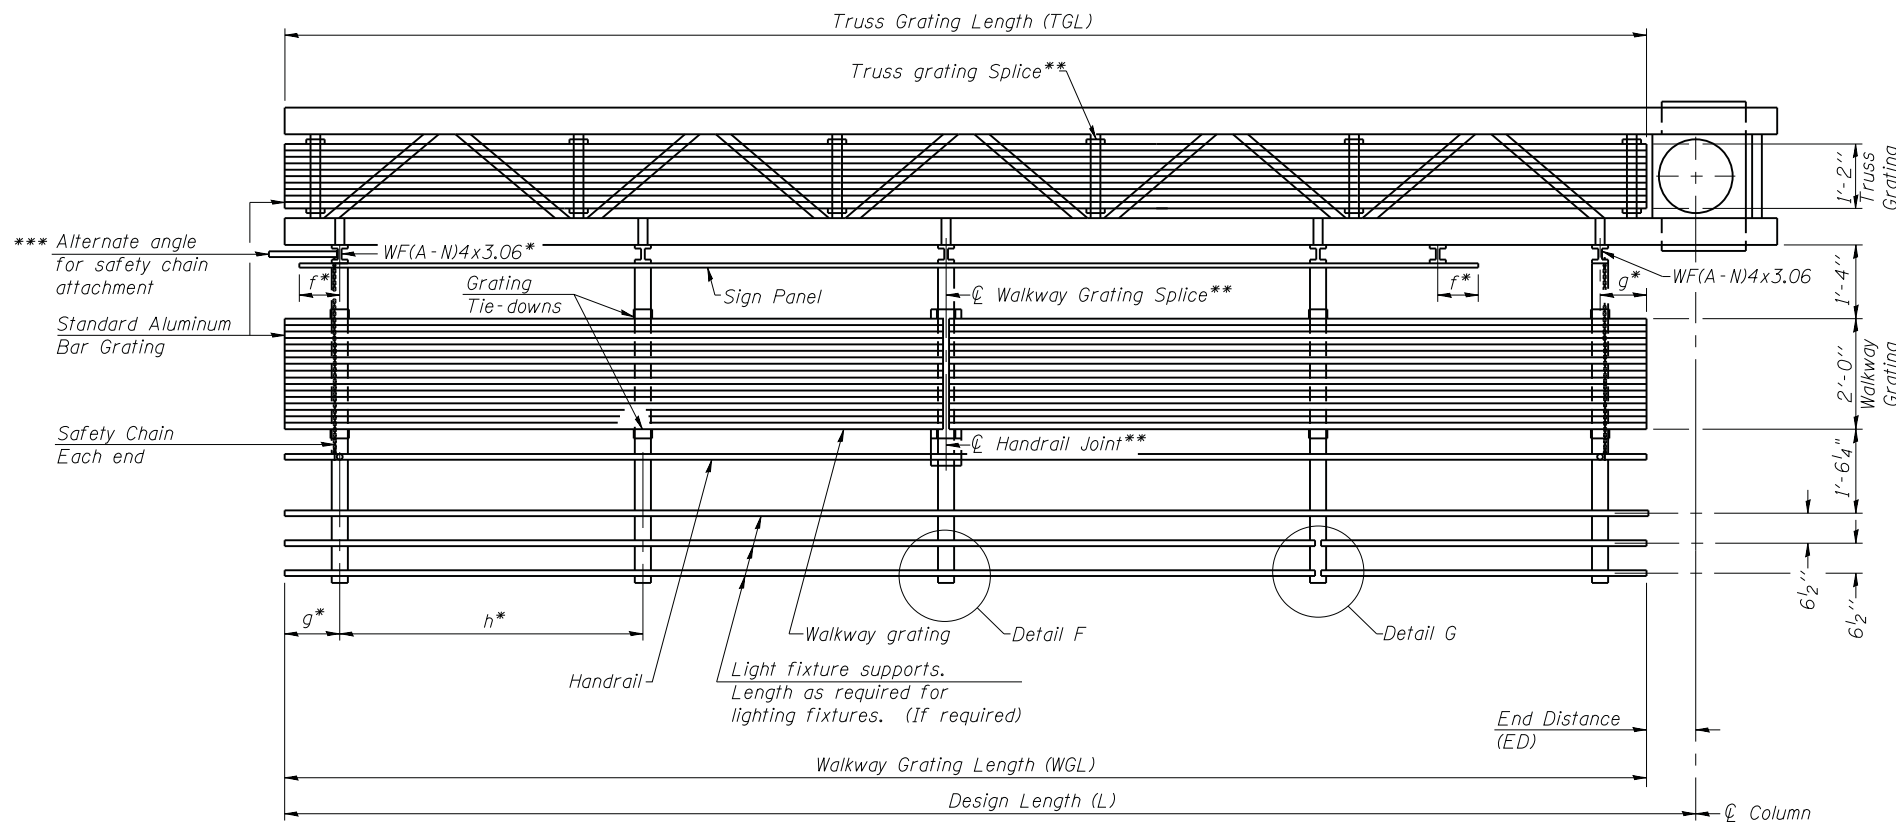 Truss Grating Length (TGL)
Truss grating Splice**
1'-2"
Truss
Grating
*** Alternate angle
for safety chain
attachment
WF(A-N)4x3.06*
f*
Grating
Tie-downs
Sign Panel
℄ Walkway Grating Splice**
f*
g*
WF(A-N)4x3.06
1'-4"
Standard Aluminum
Bar Grating
2'-0"
Walkway
Grating
Safety Chain
Each end
℄ Handrail Joint**
1'-6¼"
6½"
6½"
g*
h*
Walkway grating
Detail F
Detail G
Handrail
Light fixture supports.
Length as required for
lighting fixtures. (If required)
End Distance
(ED)
Walkway Grating Length (WGL)
Design Length (L)
℄ Column